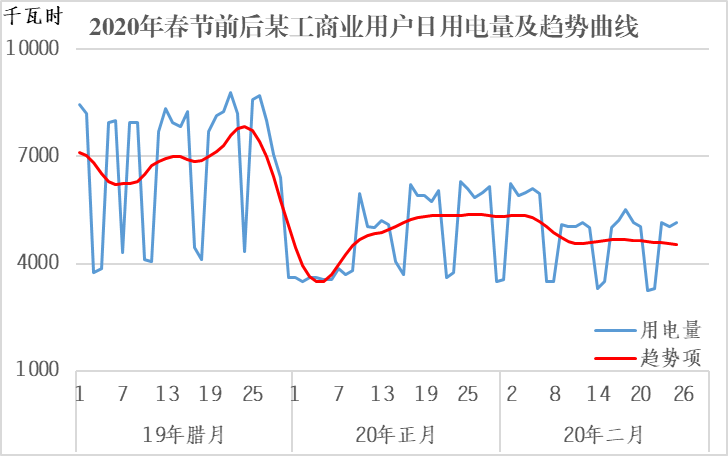 千瓦时
2020年春节前后某工商业用户日用电量及趋势曲线
10000
7000
4000
1000
用电量
趋势项
1 7 13 19 25 1 7 13 19 25 2 8 14 20 26
19年腊月 20年正月 20年二月